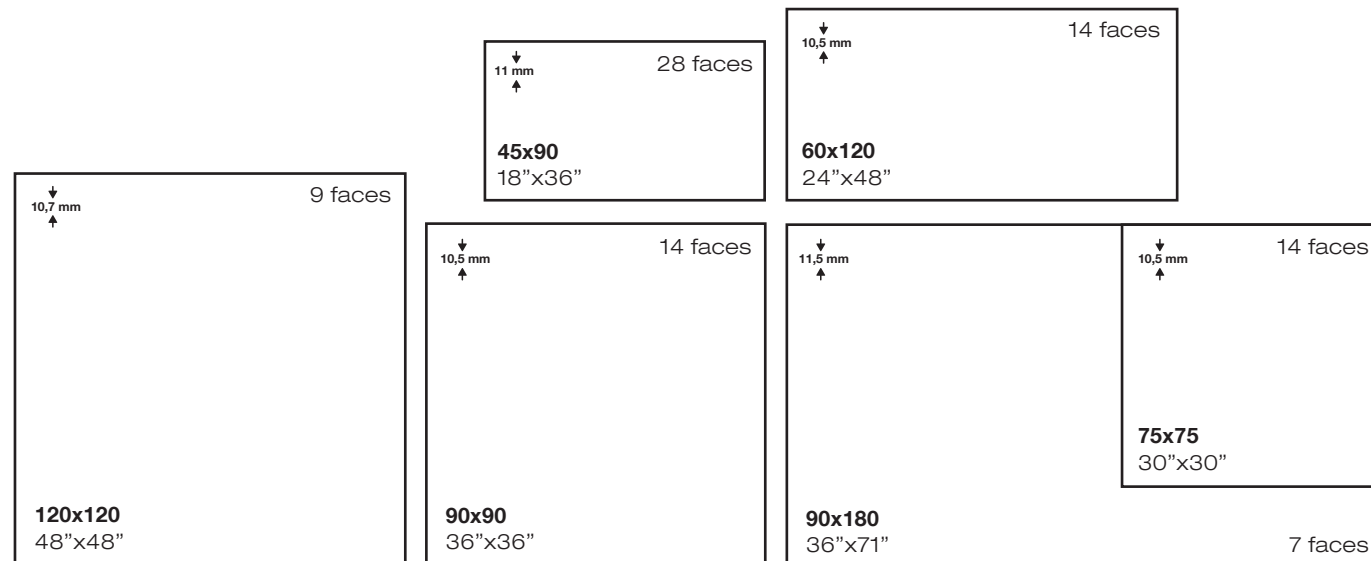 11 mm
28 faces
45x90
18”x36”
10,5 mm
14 faces
60x120
24”x48”
10,7 mm
9 faces
120x120
48”x48”
10,5 mm
14 faces
90x90
36”x36”
11,5 mm
90x180
36”x71”
7 faces
10,5 mm
14 faces
75x75
30”x30”